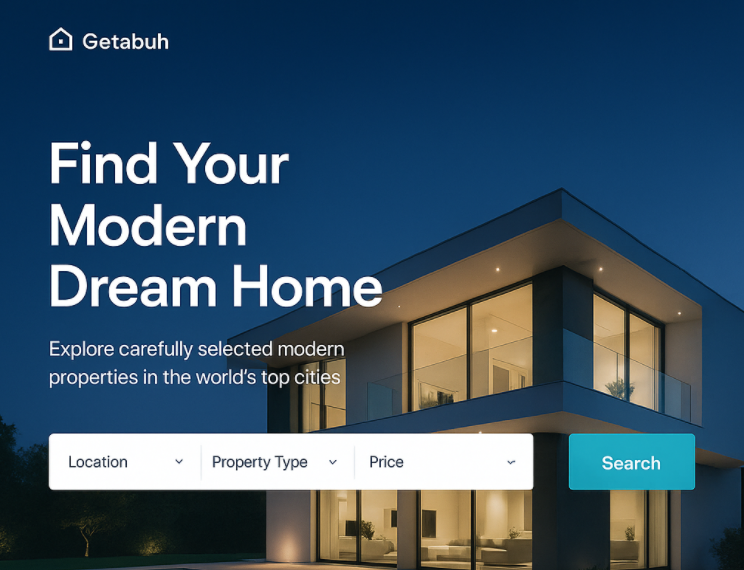 Getabuh
Find Your
Modern
Dream Home
Explore carefully selected modern
properties in the world's top cities
Location
Property Type
Price
Search